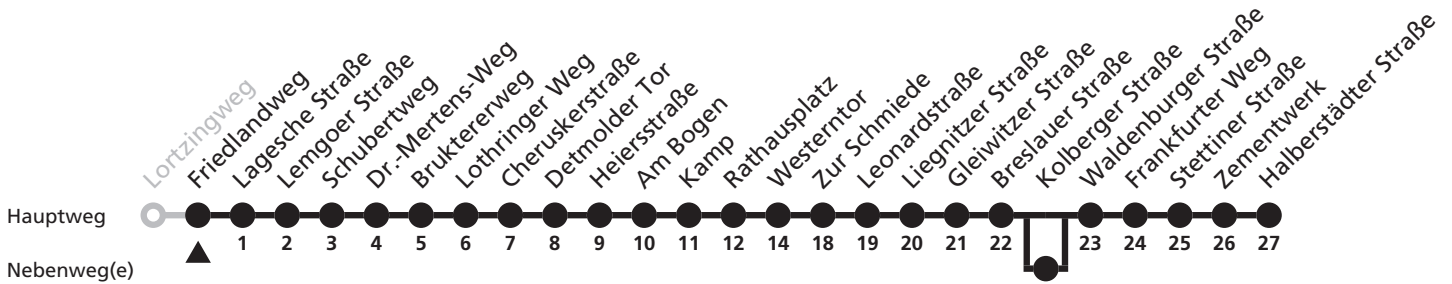 Lortzingweg
Friedlandweg
Lagesche Straße
Lemgoer Straße
Schubertweg
Dr.-Mertens-Weg
Bruktererweg
Lothringer Weg
Cheruskerstraße
Detmolder Tor
Heiersstraße
Am Bogen
Kamp
Rathausplatz
Westerntor
Zur Schmiede
Leonardstraße
Liegnitzer Straße
Gleiwitzer Straße
Breslauer Straße
Kolberger Straße
Waldenburger Straße
Frankfurter Weg
Stettiner Straße
Zementwerk
Halberstädter Straße
Hauptweg
1 2 3 4 5 6 7 8 9 10 11 12 14 18 19 20 21 22 23 24 25 26 27
Nebenweg(e)